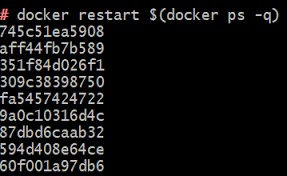 # docker restart $(docker ps -q)
745c51ea5908
aff44fb7b589
351f84d026f1
309c38398750
fa5457424722
9a0c10316d4c
87dbd6caab32
594d408e64ce
60f001a97db6